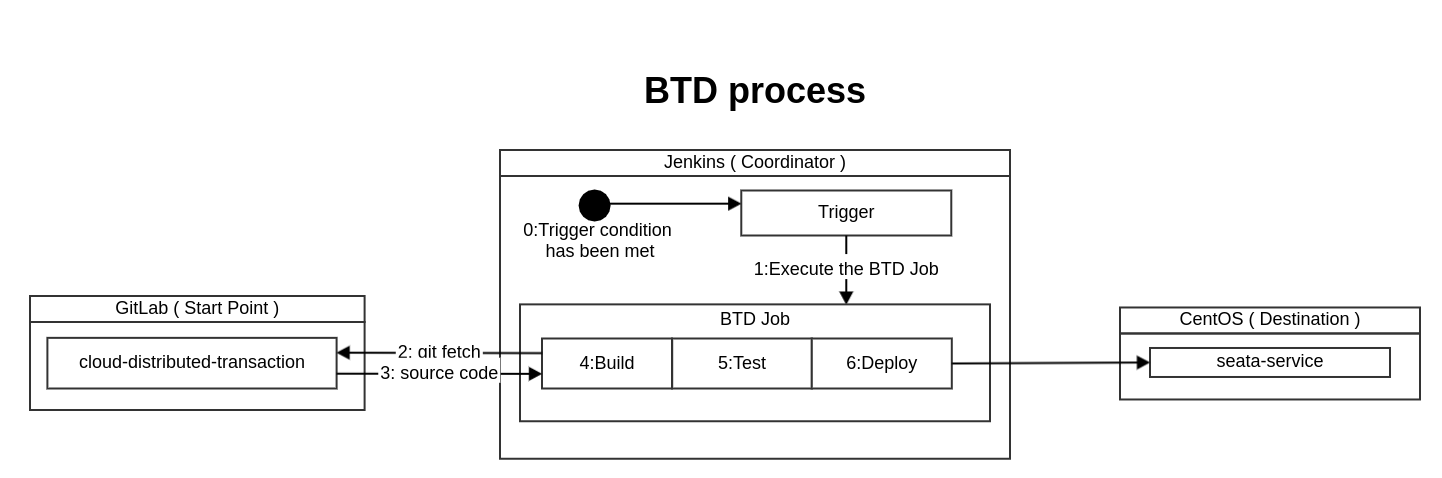 BTD process
Jenkins ( Coordinator )
0:Trigger condition
has been met
Trigger
1:Execute the BTD Job
GitLab ( Start Point )
cloud-distributed-transaction
2: git fetch
3: source code
BTD Job
4:Build
5:Test
6:Deploy
CentOS ( Destination )
seata-service